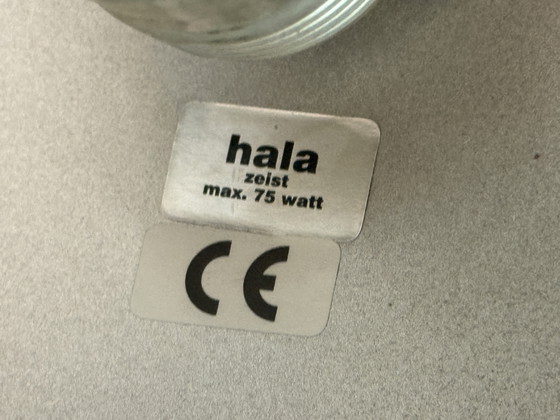 hala
zeist
max. 75 watt
CE